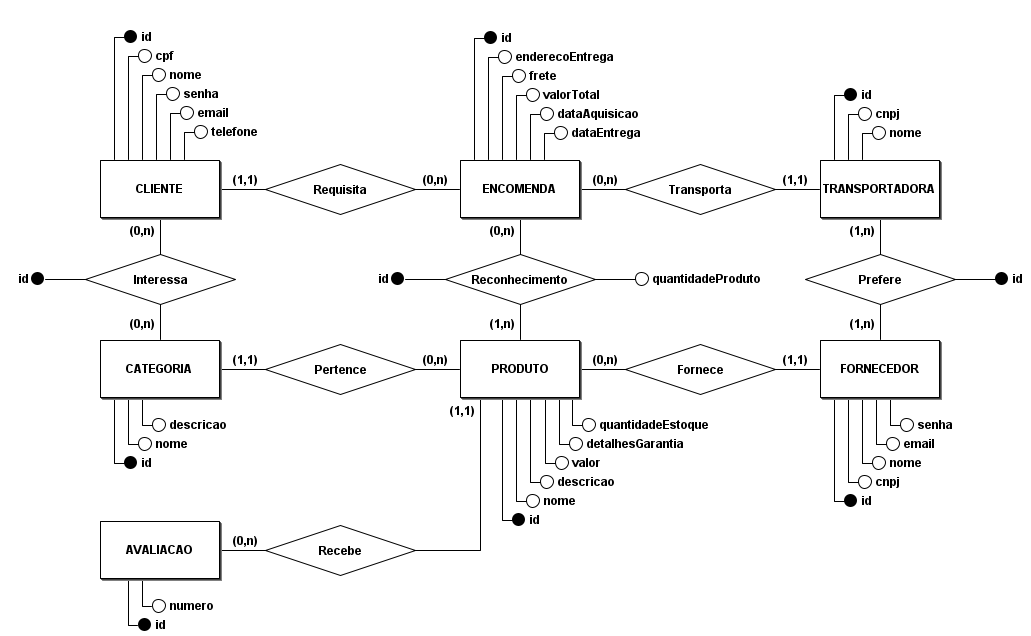 id
cpf
nome
senha
email
telefone
id
enderecoEntrega
frete
valorTotal
dataAquisicao
dataEntrega
id
cnpj
nome
CLIENTE
(1,1)
Requisita
(0,n)
ENCOMENDA
(0,n)
Transporta
(1,1)
TRANSPORTADORA
(0,n)
(0,n)
(1,n)
id
Interessa
id
Reconhecimento
quantidadeProduto
Prefere
id
(0,n)
(1,n)
(1,n)
CATEGORIA
(1,1)
Pertence
(0,n)
PRODUTO
(0,n)
Fornece
(1,1)
FORNECEDOR
(1,1)
descricao
nome
id
quantidadeEstoque
detalhesGarantia
valor
descricao
nome
id
senha
email
nome
cnpj
id
AVALIACAO
(0,n)
Recebe
numero
id